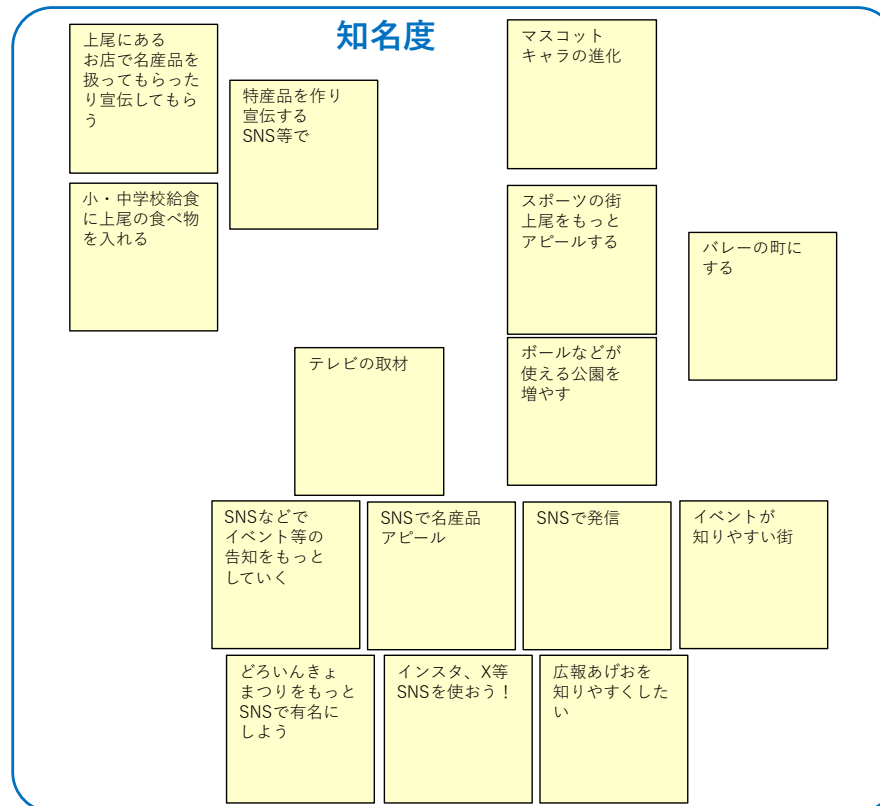 知名度
上尾にある
お店で名産品を
扱ってもらった
り宣伝してもら
う
特産品を作り
宣伝する
SNS等で
マスコット
キャラの進化
小・中学校給食
に上尾の食べ物
を入れる
スポーツの街
上尾をもっと
アピールする
バレーの町に
する
テレビの取材
ボールなどが
使える公園を
増やす
SNSなどで
イベント等の
告知をもっと
していく
SNSで名産品
アピール
SNSで発信
イベントが
知りやすい街
どろいんきょ
まつりをもっと
SNSで有名に
しよう
インスタ、X等
SNSを使おう！
広報あげおを
知りやすくした
い